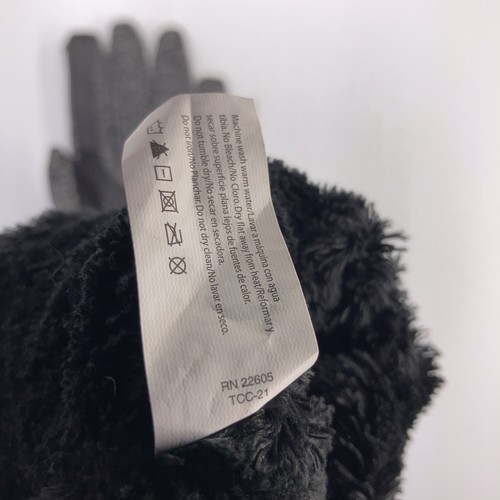 Machine wash warm water/Lavar a máquina con agua
tibia. No Bleach/No Cloro. Dry flat away from heat/Reformar y
secar sobre superficie plana lejos de fuentes de calor.
Do not tumble dry/No secar en secadora.
Do not iron/No Planchar. Do not dry clean/No lavar en seco.
RN 22605
TCC-21